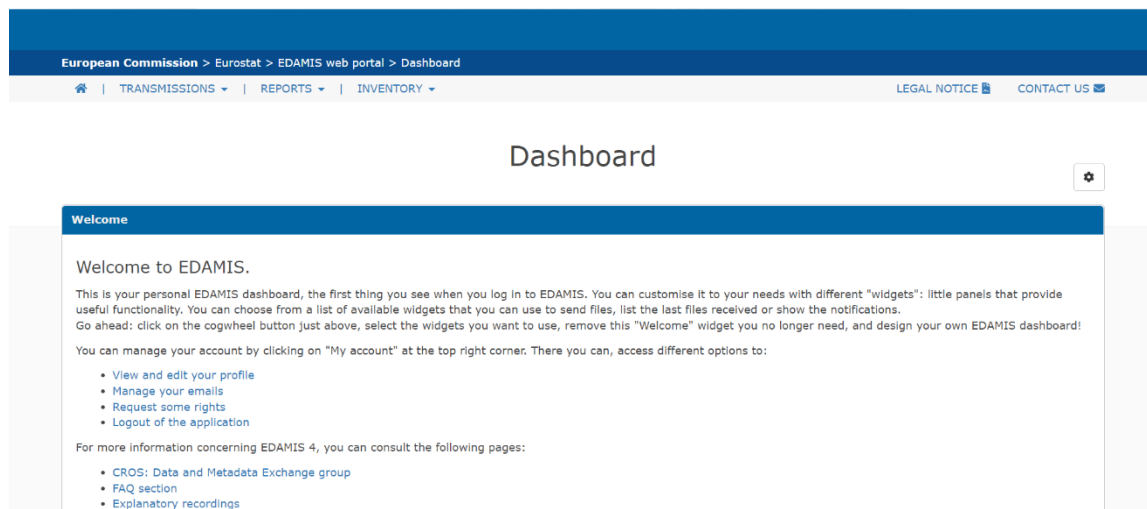 European Commission > Eurostat > EDAMIS web portal > Dashboard
| TRANSMISSIONS | REPORTS | INVENTORY LEGAL NOTICE CONTACT US
Dashboard
Welcome
Welcome to EDAMIS.
This is your personal EDAMIS dashboard, the first thing you see when you log in to EDAMIS. You can customise it to your needs with different "widgets": little panels that provide
useful functionality. You can choose from a list of available widgets that you can use to send files, list the last files received or show the notifications.
Go ahead: click on the cogwheel button just above, select the widgets you want to use, remove this "Welcome" widget you no longer need, and design your own EDAMIS dashboard!
You can manage your account by clicking on "My account" at the top right corner. There you can, access different options to:
• View and edit your profile
• Manage your emails
• Request some rights
• Logout of the application
For more information concerning EDAMIS 4, you can consult the following pages:
• CROS: Data and Metadata Exchange group
• FAQ section
• Explanatory recordings